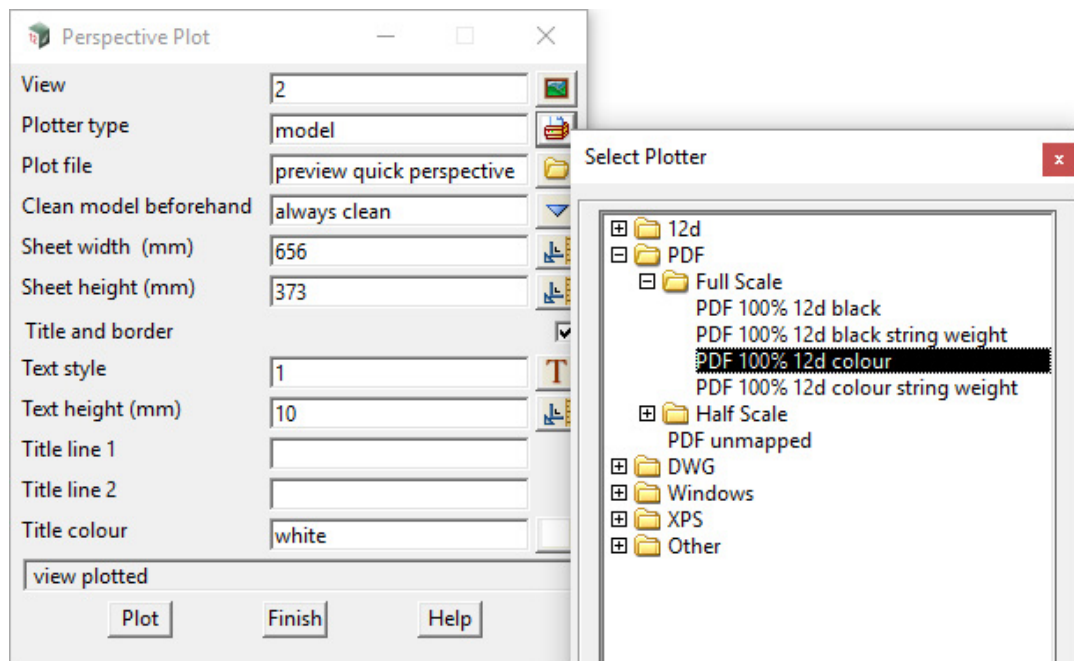 Perspective Plot
View 2
Plotter type model
Plot file preview quick perspective
Clean model beforehand always clean
Sheet width (mm) 656
Sheet height (mm) 373
Title and border
Text style 1 T
Text height (mm) 10
Title line 1
Title line 2
Title colour white
view plotted
Plot Finish Help
Select Plotter x
12d
PDF
Full Scale
PDF 100% 12d black
PDF 100% 12d black string weight
PDF 100% 12d colour
PDF 100% 12d colour string weight
Half Scale
PDF unmapped
DWG
Windows
XPS
Other